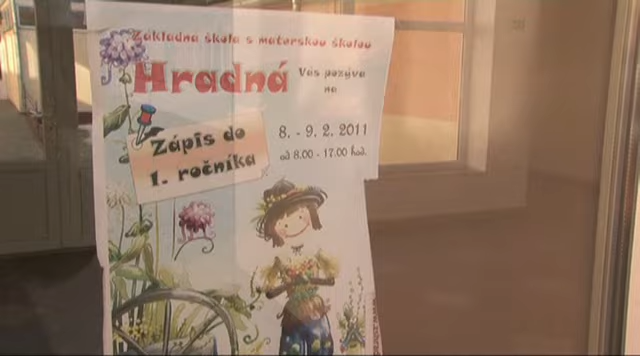 Základná škola s materskou školou
Hradná
Vás pozýva
na
Zápis do
1. ročníka
8. - 9. 2. 2011
od 8.00 - 17.00 hod.